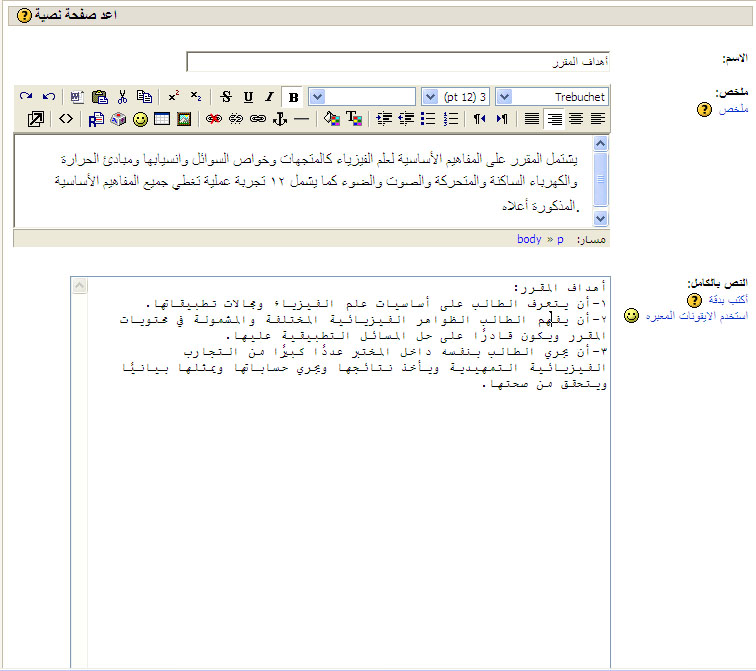 اعد صفحة نصية
الاسم:
أهداف المقرر
ملخص:
ملخص
Trebuchet
3 (12 pt)
B I U S
يشتمل المقرر على المفاهيم الأساسية لعلم الفيزياء كالمتجهات وخواص السوائل وانسيابها ومبادئ الحرارة
والكهرباء الساكنة والمتحركة والصوت والضوء كما يشمل ١٢ تجربة عملية تغطي جميع المفاهيم الأساسية
المذكورة أعلاه.
مسار: body » p
النص بالكامل:
أكتب بدقة
استخدم الايقونات المعبره
أهداف المقرر:
١-أن يتعرف الطالب على أساسيات علم الفيزياء ومجالات تطبيقاتها.
٢-أن يفهم الطالب الظواهر الفيزيائية المختلفة والمشمولة في محتويات
المقرر ويكون قادرًا على حل المسائل التطبيقية عليها.
٣-أن يجري الطالب بنفسه داخل المختبر عددًا كبيرًا من التجارب
الفيزيائية التمهيدية ويأخذ نتائجها ويجري حساباتها ويمثلها بيانيًا
ويتحقق من صحتها.